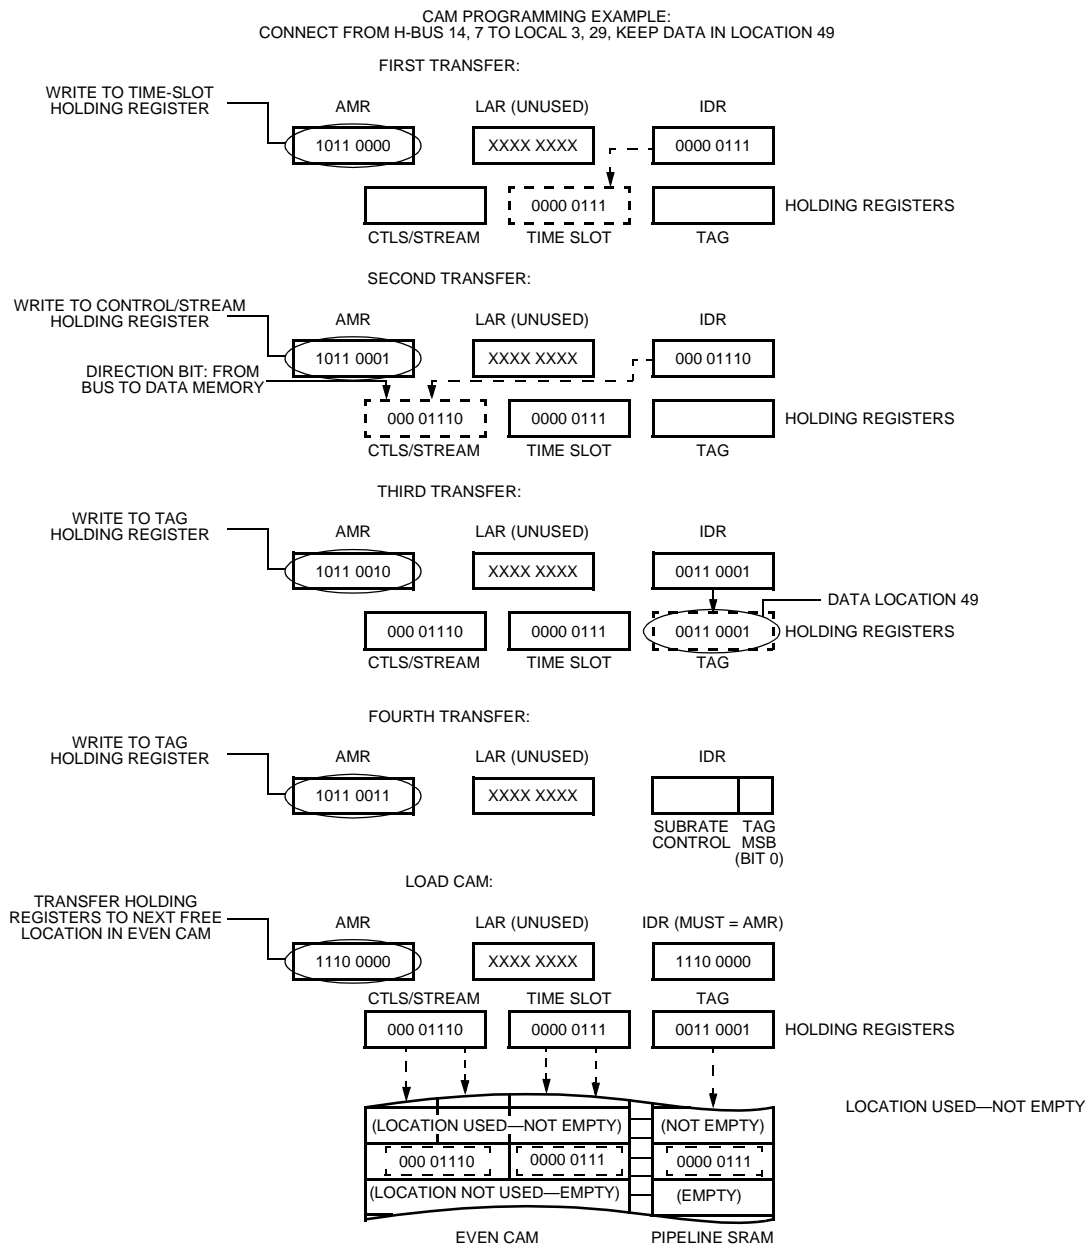 CAM PROGRAMMING EXAMPLE:
CONNECT FROM H-BUS 14, 7 TO LOCAL 3, 29, KEEP DATA IN LOCATION 49
FIRST TRANSFER:
WRITE TO TIME-SLOT
HOLDING REGISTER
AMR
LAR (UNUSED)
IDR
1011 0000
XXXX XXXX
0000 0111
0000 0111
HOLDING REGISTERS
CTLS/STREAM
TIME SLOT
TAG
SECOND TRANSFER:
WRITE TO CONTROL/STREAM
HOLDING REGISTER
AMR
LAR (UNUSED)
IDR
1011 0001
XXXX XXXX
000 01110
DIRECTION BIT: FROM
BUS TO DATA MEMORY
000 01110
0000 0111
HOLDING REGISTERS
CTLS/STREAM
TIME SLOT
TAG
THIRD TRANSFER:
WRITE TO TAG
HOLDING REGISTER
AMR
LAR (UNUSED)
IDR
1011 0010
XXXX XXXX
0011 0001
DATA LOCATION 49
000 01110
0000 0111
0011 0001
HOLDING REGISTERS
CTLS/STREAM
TIME SLOT
TAG
FOURTH TRANSFER:
WRITE TO TAG
HOLDING REGISTER
AMR
LAR (UNUSED)
IDR
1011 0011
XXXX XXXX
SUBRATE
CONTROL
TAG
MSB
(BIT 0)
LOAD CAM:
TRANSFER HOLDING
REGISTERS TO NEXT FREE
LOCATION IN EVEN CAM
AMR
LAR (UNUSED)
IDR (MUST = AMR)
1110 0000
XXXX XXXX
1110 0000
CTLS/STREAM
TIME SLOT
TAG
000 01110
0000 0111
0011 0001
HOLDING REGISTERS
LOCATION USED—NOT EMPTY
(LOCATION USED—NOT EMPTY)
(NOT EMPTY)
000 01110
0000 0111
0000 0111
(LOCATION NOT USED—EMPTY)
(EMPTY)
EVEN CAM
PIPELINE SRAM